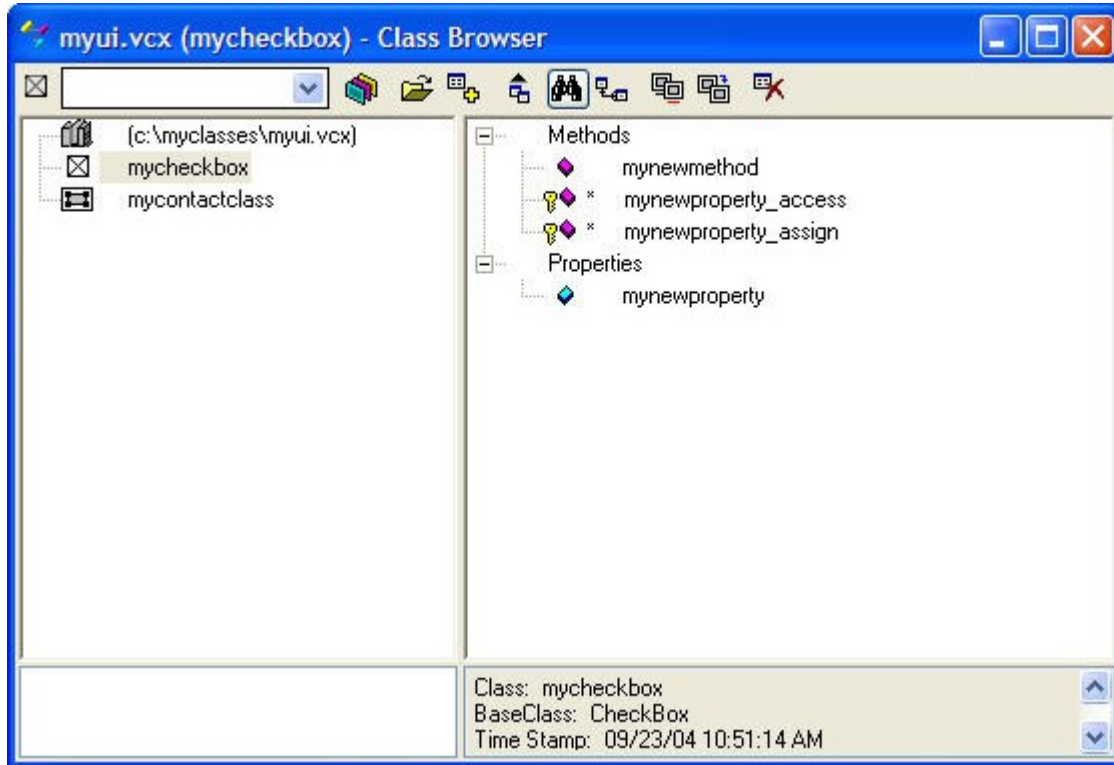 myui.vcx (mycheckbox) - Class Browser
(c:\myclasses\myui.vcx)
mycheckbox
mycontactclass
Methods
mynewmethod
* mynewproperty_access
* mynewproperty_assign
Properties
mynewproperty
Class: mycheckbox
BaseClass: CheckBox
Time Stamp: 09/23/04 10:51:14 AM